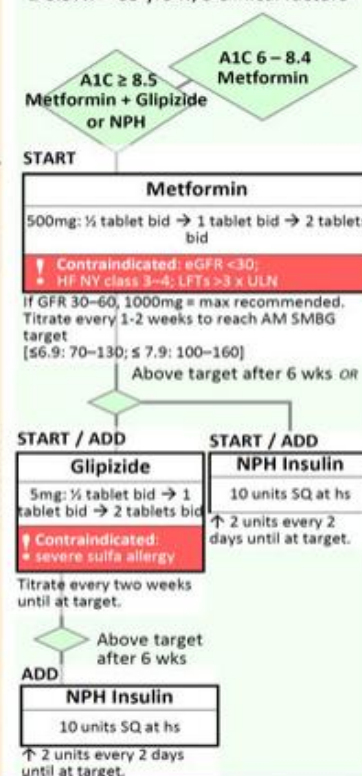 A1C 6 – 8.4
Metformin
A1C ≥ 8.5
Metformin + Glipizide
or NPH
START
Metformin
500mg: ½ tablet bid → 1 tablet bid → 2 tablet
bid
! Contraindicated: eGFR <30;
• HF NY class 3–4; LFTs >3 x ULN
If GFR 30–60, 1000mg = max recommended.
Titrate every 1-2 weeks to reach AM SMBG
target
[≤6.9: 70–130; ≤ 7.9: 100–160]
Above target after 6 wks OR
START / ADD
Glipizide
5mg: ½ tablet bid → 1
tablet bid → 2 tablets bid
! Contraindicated:
• severe sulfa allergy
Titrate every two weeks
until at target.
START / ADD
NPH Insulin
10 units SQ at hs
↑ 2 units every 2
days until at target.
Above target
after 6 wks
ADD
NPH Insulin
10 units SQ at hs
↑ 2 units every 2 days
until at target.